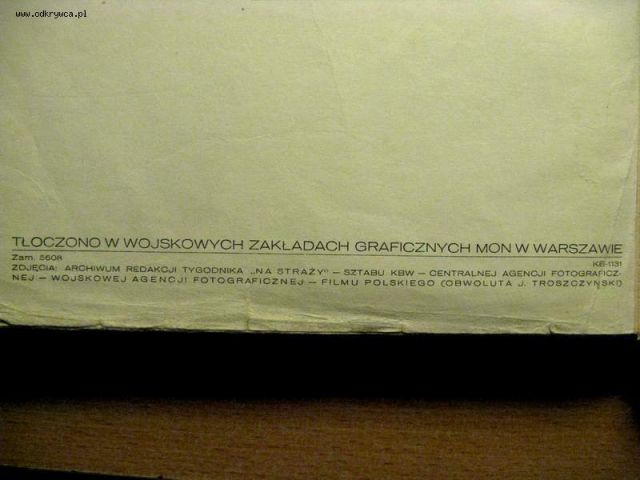 www.odkrywca.pl
TŁOCZONO W WOJSKOWYCH ZAKŁADACH GRAFICZNYCH MON W WARSZAWIE
Zam. 5608 KE-1131
ZDJĘCIA: ARCHIWUM REDAKCJI TYGODNIKA „NA STRAŻY" – SZTABU KBW – CENTRALNEJ AGENCJI FOTOGRAFICZ-
NEJ – WOJSKOWEJ AGENCJI FOTOGRAFICZNEJ – FILMU POLSKIEGO (OBWOLUTA J. TROSZCZYŃSKI)